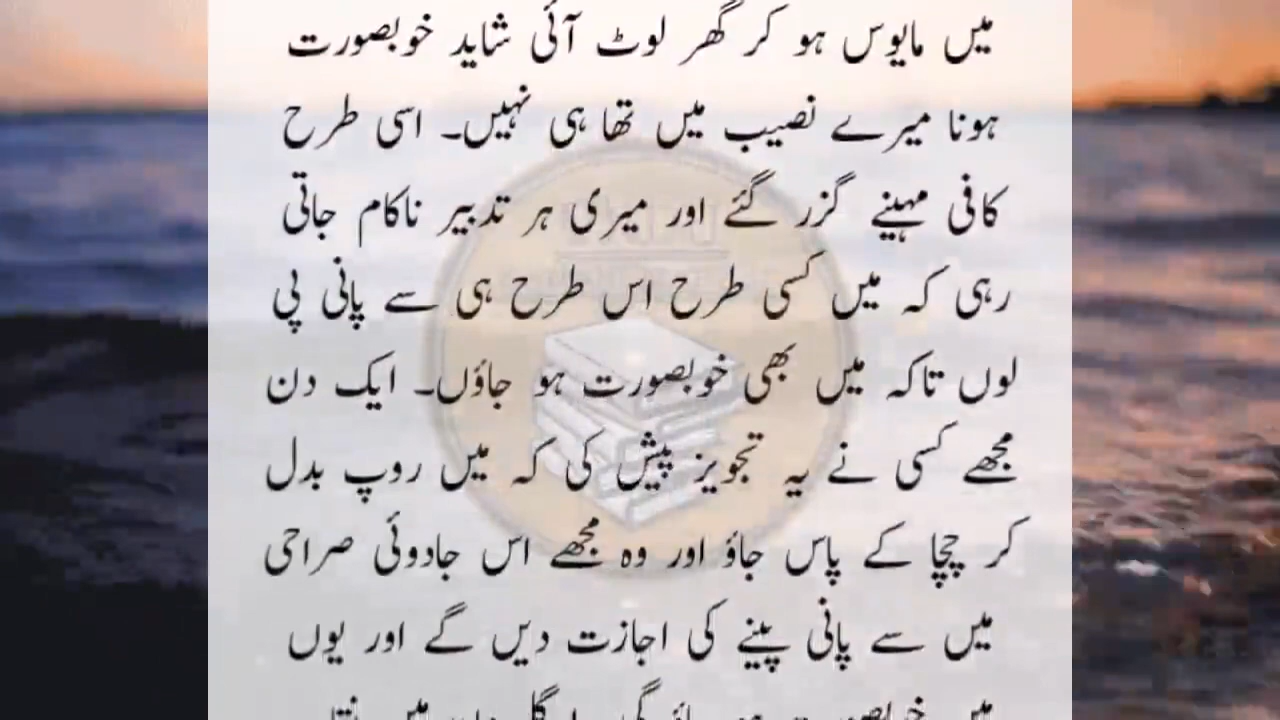 میں مایوس ہو کر گھر لوٹ آئی شاید خوبصورت
ہونا میرے نصیب میں تھا ہی نہیں۔ اسی طرح
کافی مہینے گزر گئے اور میری ہر تدبیر ناکام جاتی
رہی کہ میں کسی طرح اس طرح ہی سے پانی پی
لوں تاکہ میں بھی خوبصورت ہو جاؤں۔ ایک دن
مجھے کسی نے یہ تجویز پیش کی کہ میں روپ بدل
کر چچا کے پاس جاؤ اور وہ مجھے اس جادوئی صراحی
میں سے پانی پینے کی اجازت دیں گے اور یوں
میں خوبصورت